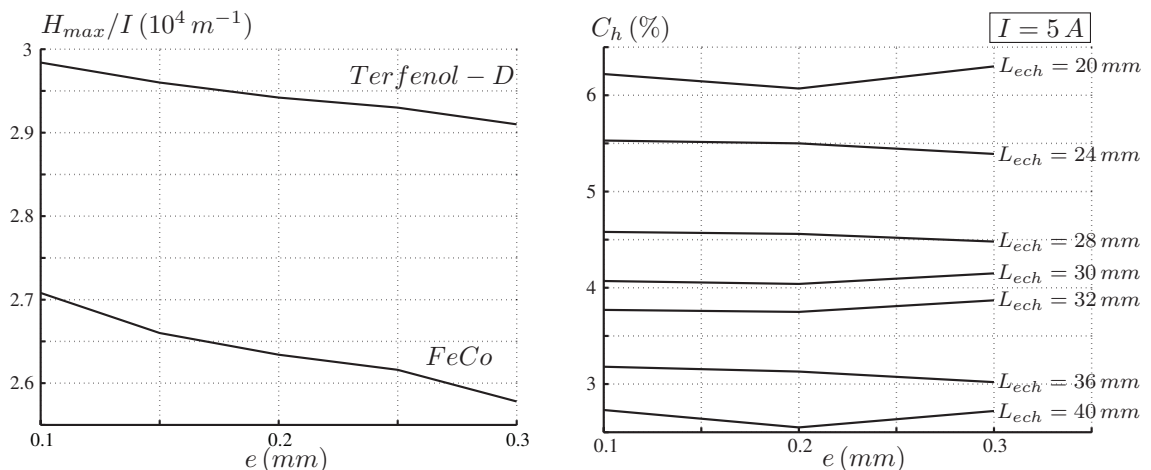 H_max/I (10^4 m^−1)
3
2.9
2.8
2.7
2.6
0.1
0.2
0.3
e (mm)
Terfenol − D
FeCo
C_h (%)
I = 5 A
6
5
4
3
0.1
0.2
0.3
e (mm)
L_ech = 20 mm
L_ech = 24 mm
L_ech = 28 mm
L_ech = 30 mm
L_ech = 32 mm
L_ech = 36 mm
L_ech = 40 mm